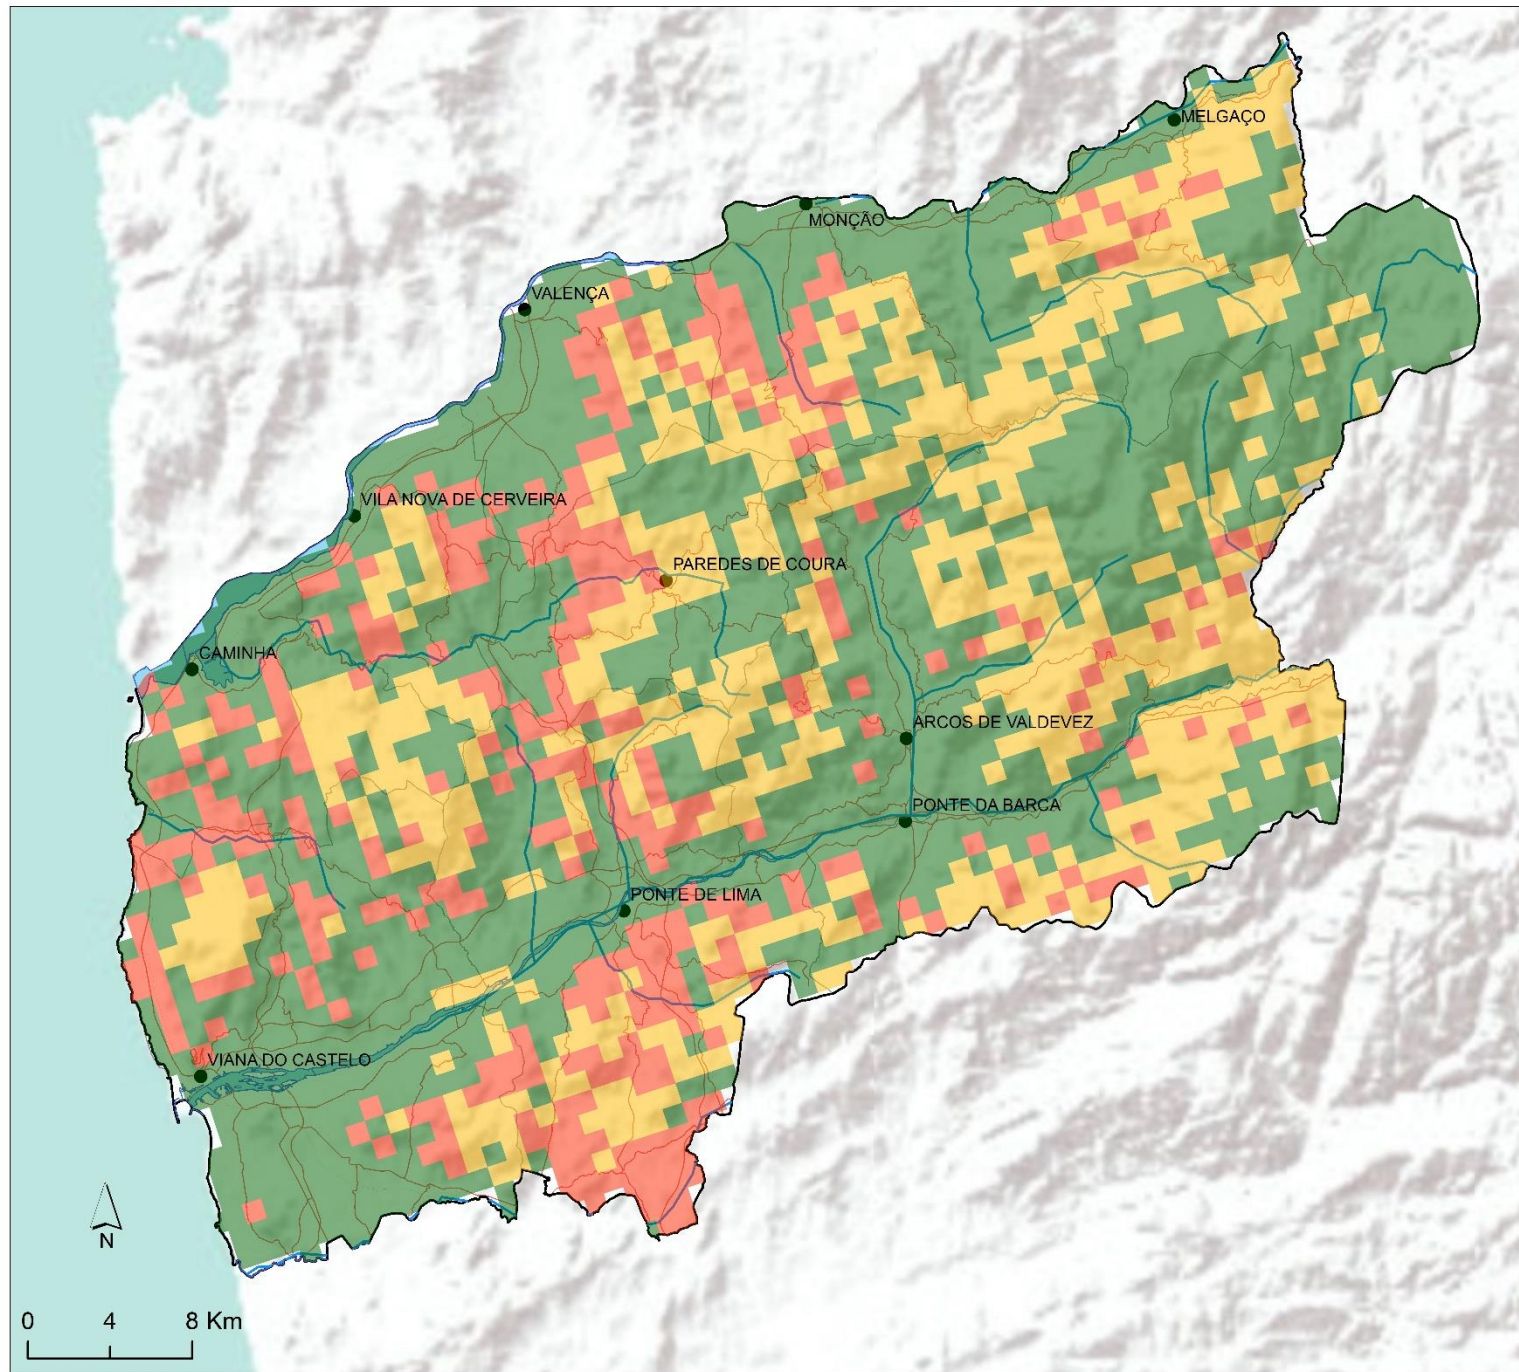 MELGAÇO
MONÇÃO
VALENÇA
VILA NOVA DE CERVEIRA
PAREDES DE COURA
CAMINHA
ARCOS DE VALDEVEZ
PONTE DA BARCA
PONTE DE LIMA
VIANA DO CASTELO
N
0 4 8 Km